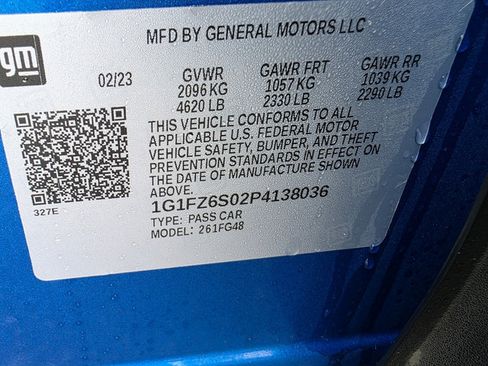 MFD BY GENERAL MOTORS LLC
gm
02/23 GVWR GAWR FRT GAWR RR
2096 KG 1057 KG 1039 KG
4620 LB 2330 LB 2290 LB
THIS VEHICLE CONFORMS TO ALL
APPLICABLE U.S. FEDERAL MOTOR
VEHICLE SAFETY, BUMPER, AND THEFT
PREVENTION STANDARDS IN EFFECT ON
THE DATE OF MANUFACTURE SHOWN
ABOVE.
327E
1G1FZ6S02P4138036
TYPE: PASS CAR
MODEL: 261FG48